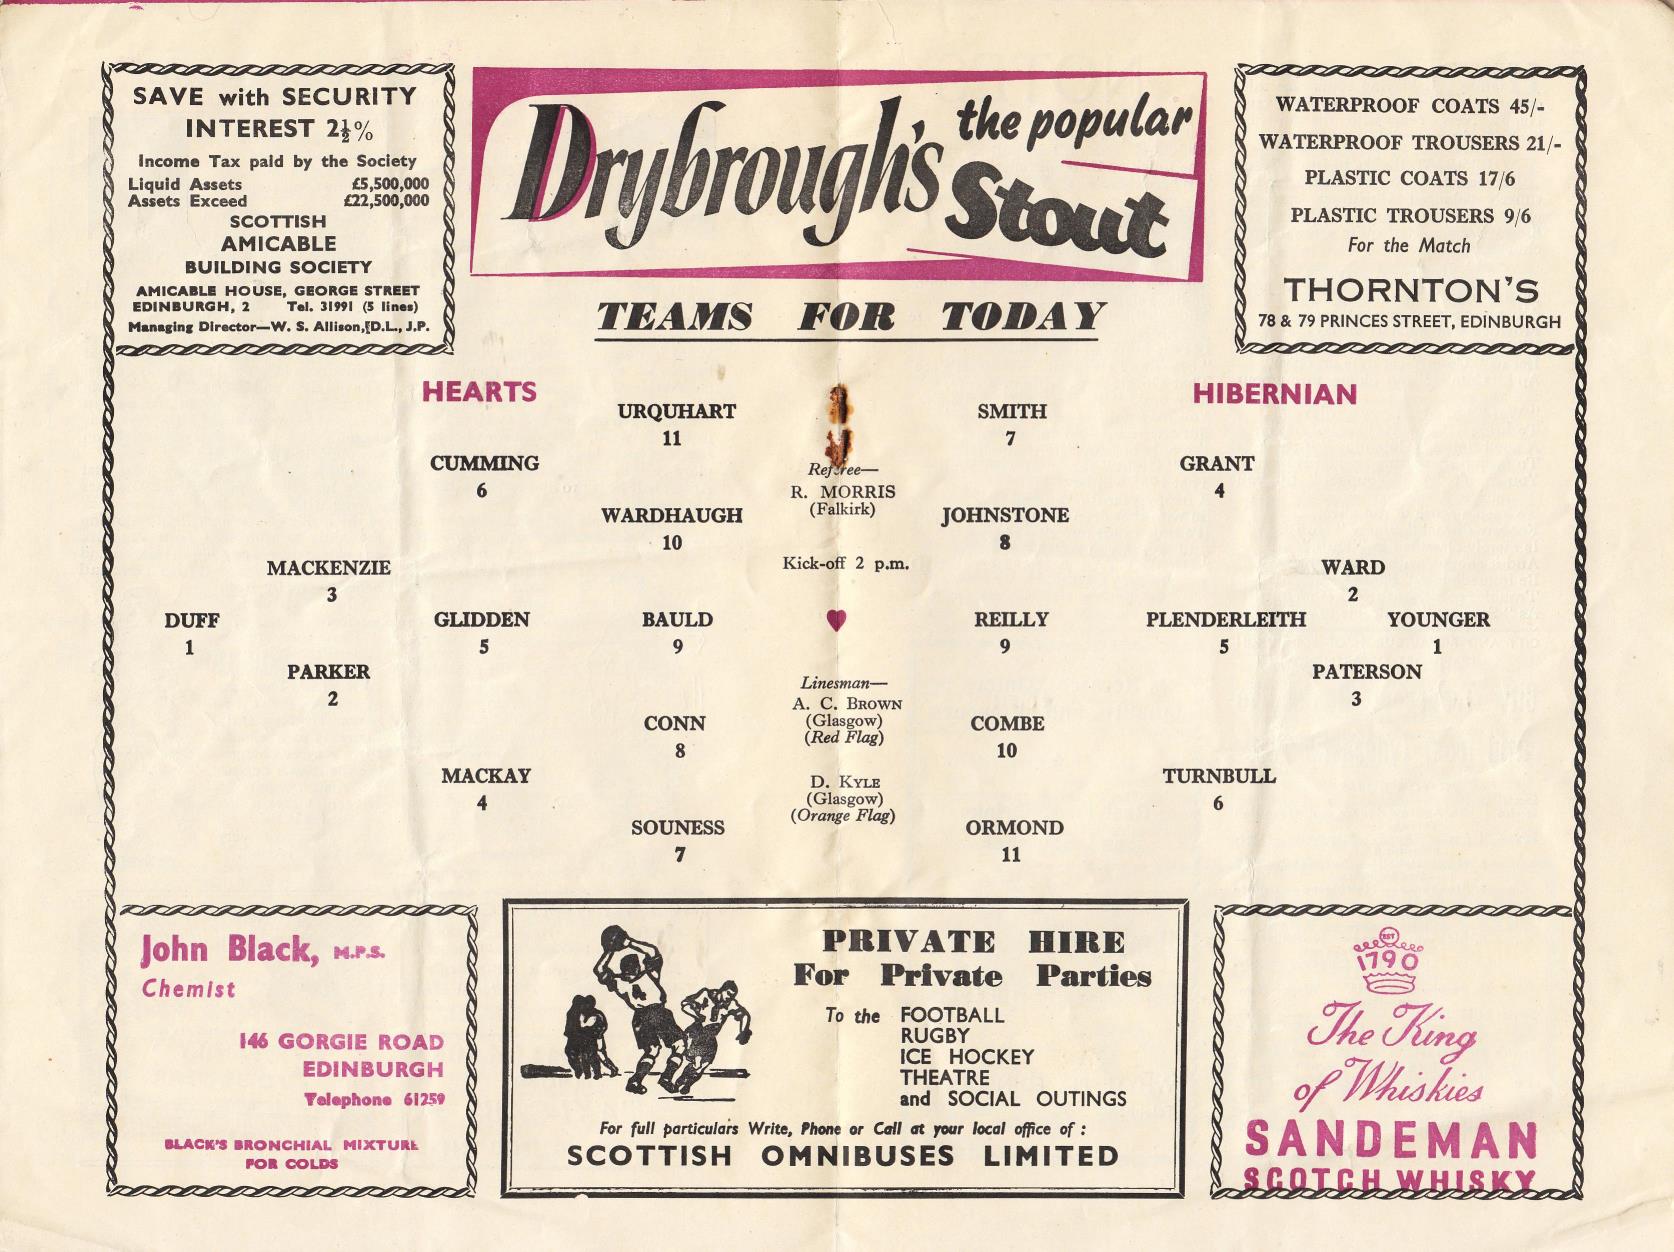 SAVE with SECURITY
INTEREST 2½%
Income Tax paid by the Society
Liquid Assets £5,500,000
Assets Exceed £22,500,000
SCOTTISH
AMICABLE
BUILDING SOCIETY
AMICABLE HOUSE, GEORGE STREET
EDINBURGH, 2 Tel. 31991 (5 lines)
Managing Director—W. S. Allison, D.L., J.P.
Drybrough's the popular
Stout
WATERPROOF COATS 45/-
WATERPROOF TROUSERS 21/-
PLASTIC COATS 17/6
PLASTIC TROUSERS 9/6
For the Match
THORNTON'S
78 & 79 PRINCES STREET, EDINBURGH
TEAMS FOR TODAY
HEARTS
HIBERNIAN
URQUHART
11
SMITH
7
CUMMING
6
GRANT
4
Referee—
R. MORRIS
(Falkirk)
WARDHAUGH
10
JOHNSTONE
8
Kick-off 2 p.m.
MACKENZIE
3
WARD
2
DUFF
1
GLIDDEN
5
BAULD
9
REILLY
9
PLENDERLEITH
5
YOUNGER
1
PARKER
2
PATERSON
3
Linesman—
A. C. BROWN
(Glasgow)
(Red Flag)
CONN
8
COMBE
10
MACKAY
4
D. KYLE
(Glasgow)
(Orange Flag)
TURNBULL
6
SOUNESS
7
ORMOND
11
John Black, M.P.S.
Chemist
146 GORGIE ROAD
EDINBURGH
Telephone 61259
BLACK'S BRONCHIAL MIXTURE
FOR COLDS
4
PRIVATE HIRE
For Private Parties
To the FOOTBALL
RUGBY
ICE HOCKEY
THEATRE
and SOCIAL OUTINGS
For full particulars Write, Phone or Call at your local office of :
SCOTTISH OMNIBUSES LIMITED
EST
1790
The King
of Whiskies
SANDEMAN
SCOTCH WHISKY